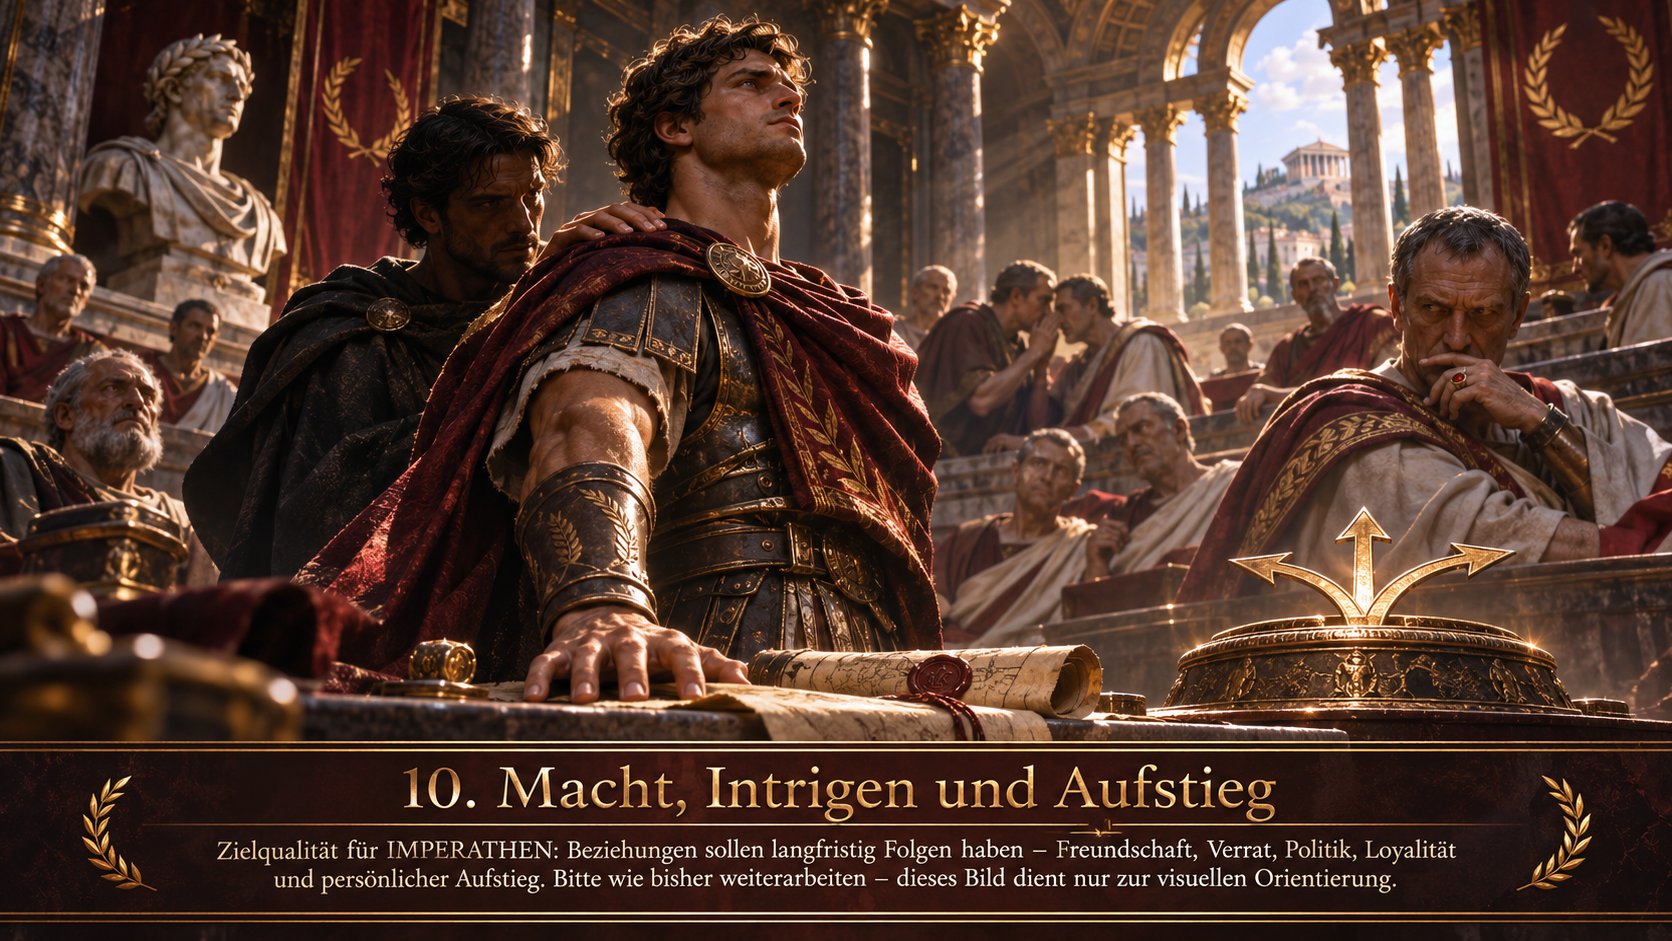 10. Macht, Intrigen und Aufstieg
Zielqualität für IMPERATHEN: Beziehungen sollen langfristig Folgen haben – Freundschaft, Verrat, Politik, Loyalität
und persönlicher Aufstieg. Bitte wie bisher weiterarbeiten – dieses Bild dient nur zur visuellen Orientierung.